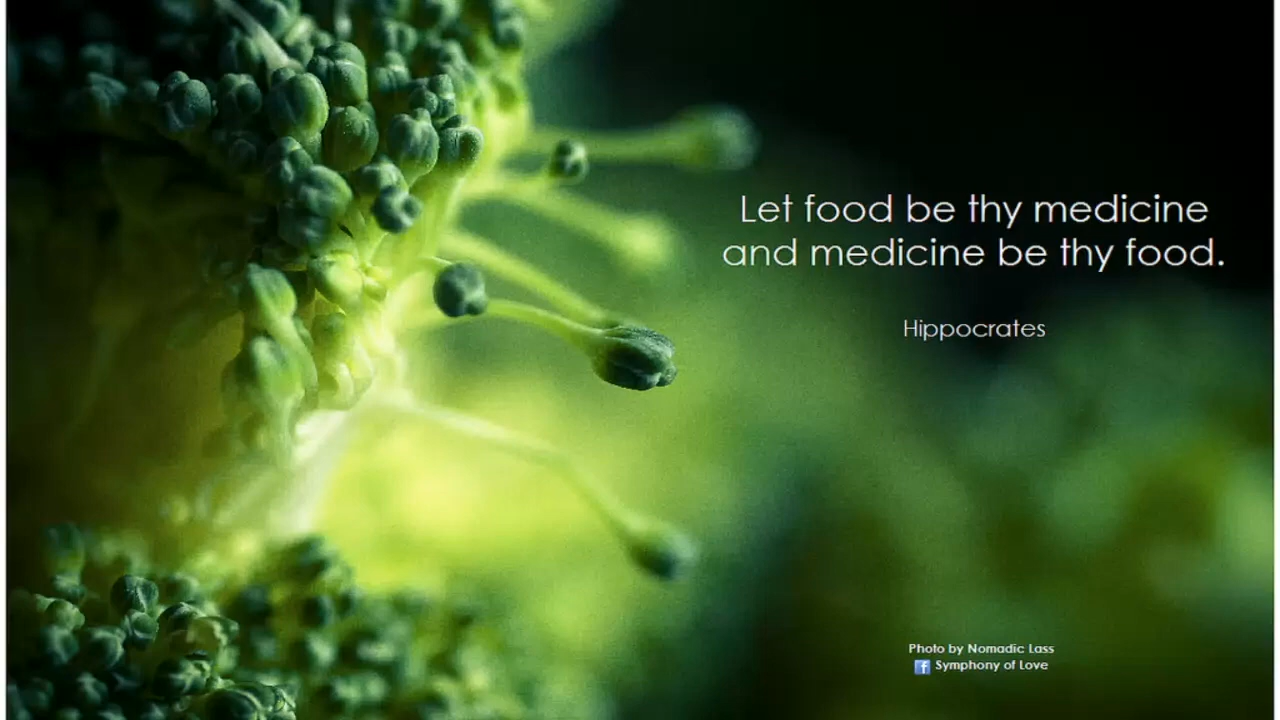 Let food be thy medicine
and medicine be thy food.
Hippocrates
Photo by Nomadic Lass
f Symphony of Love